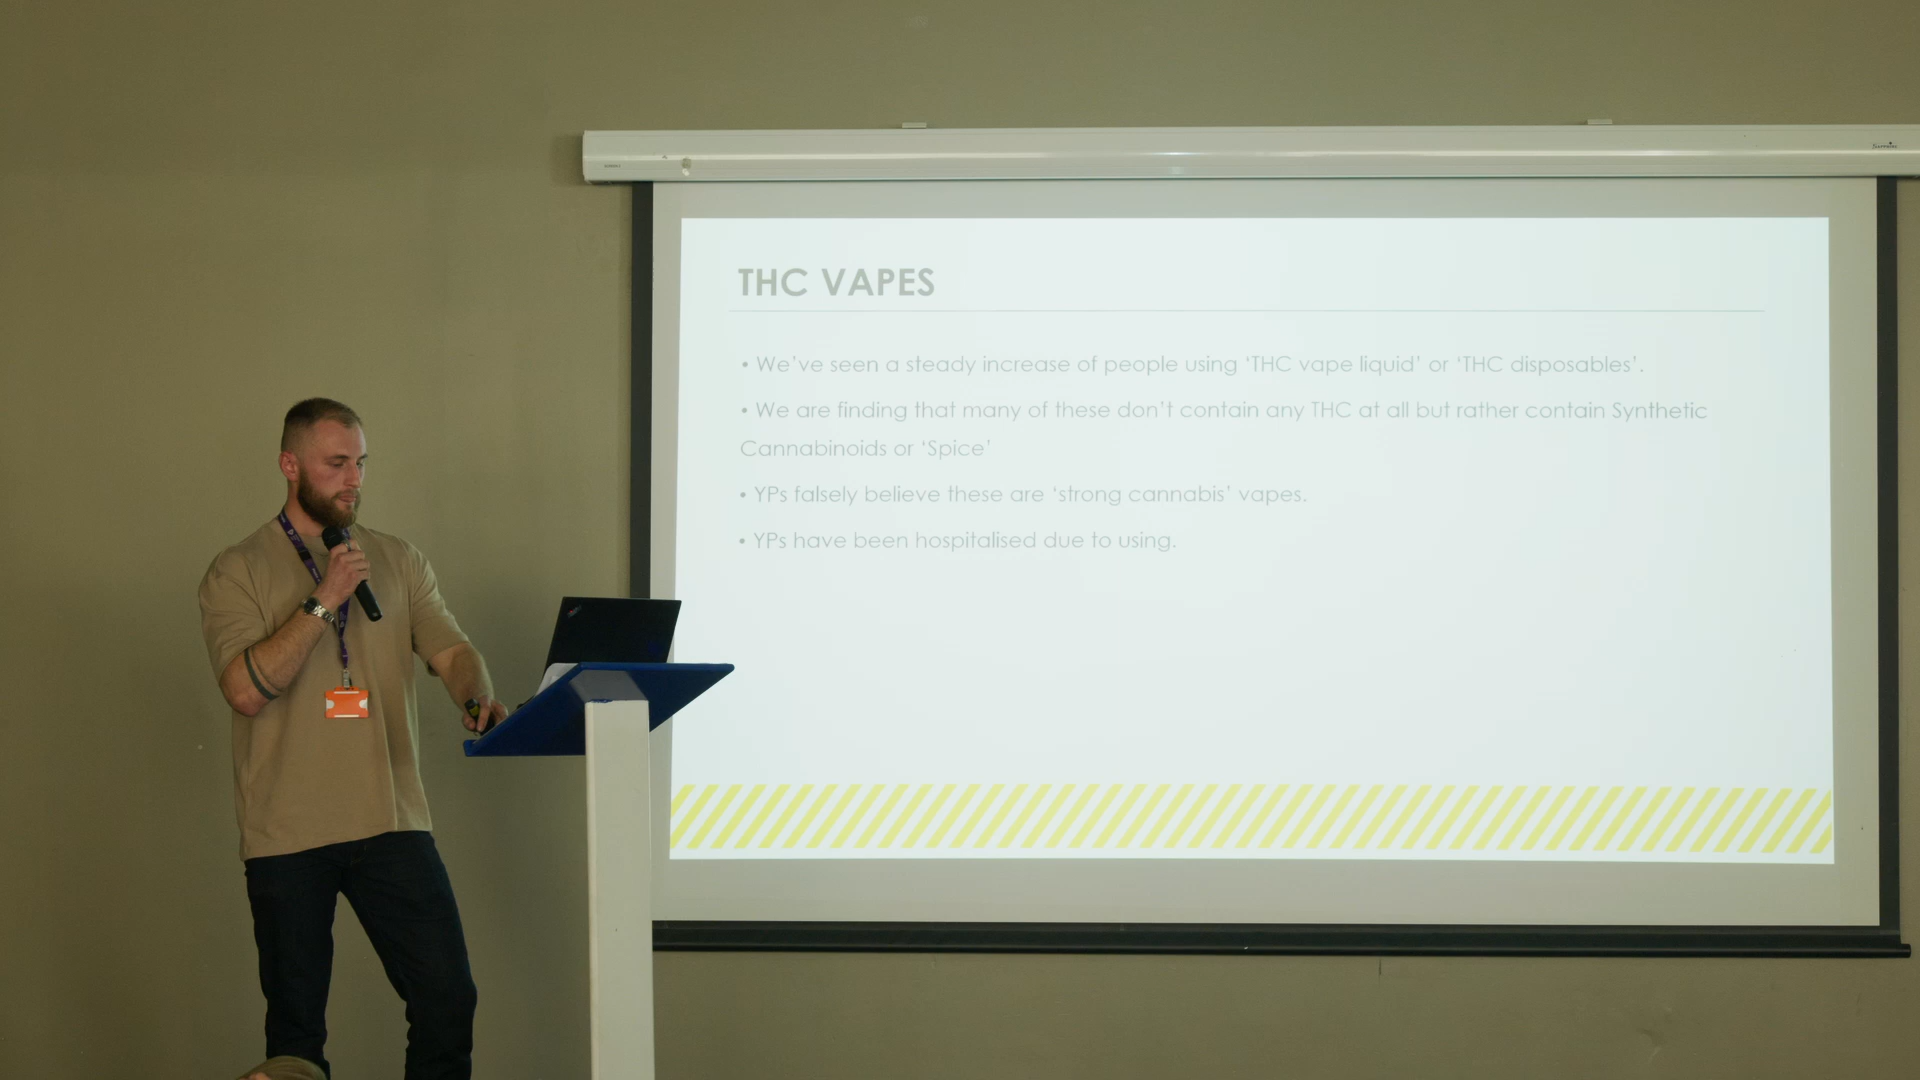 THC VAPES
• We’ve seen a steady increase of people using ‘THC vape liquid’ or ‘THC disposables’.
• We are finding that many of these don’t contain any THC at all but rather contain Synthetic
Cannabinoids or ‘Spice’
• YPs falsely believe these are ‘strong cannabis’ vapes.
• YPs have been hospitalised due to using.